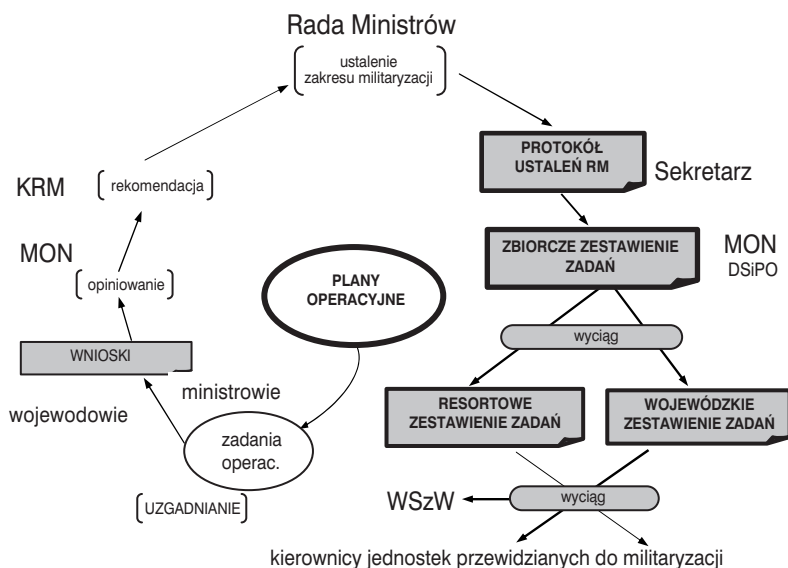 Rada Ministrów
ustalenie
zakresu militaryzacji
PROTOKÓŁ
USTALEŃ RM
Sekretarz
KRM
rekomendacja
ZBIORCZE ZESTAWIENIE
ZADAŃ
MON
DSiPO
MON
opiniowanie
PLANY
OPERACYJNE
wyciąg
WNIOSKI
ministrowie
wojewodowie
RESORTOWE
ZESTAWIENIE ZADAŃ
WOJEWÓDZKIE
ZESTAWIENIE ZADAŃ
zadania
operac.
UZGADNIANIE
WSzW
wyciąg
kierownicy jednostek przewidzianych do militaryzacji